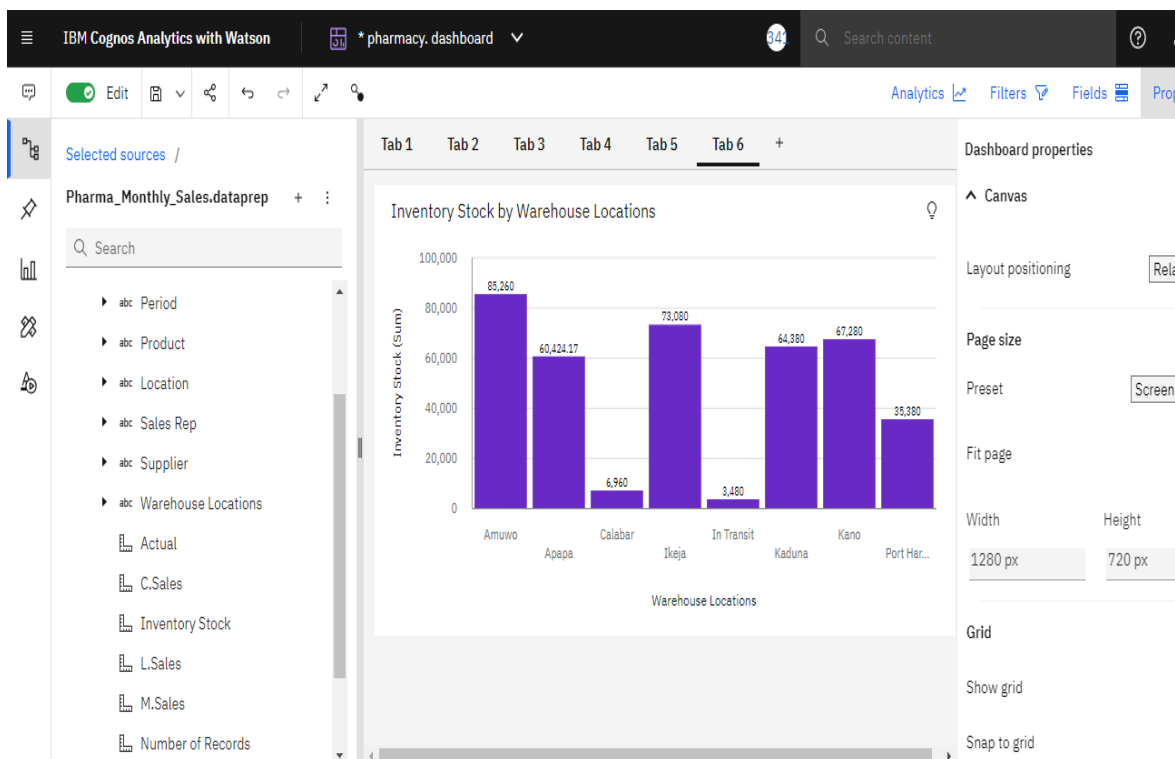 IBM Cognos Analytics with Watson
* pharmacy. dashboard
341
Search content
Edit
Analytics
Filters
Fields
Prop
Selected sources /
Pharma_Monthly_Sales.dataprep
Search
abc Period
abc Product
abc Location
abc Sales Rep
abc Supplier
abc Warehouse Locations
Actual
C.Sales
Inventory Stock
L.Sales
M.Sales
Number of Records
Tab 1 Tab 2 Tab 3 Tab 4 Tab 5 Tab 6 +
Inventory Stock by Warehouse Locations
Inventory Stock (Sum)
100,000
80,000
60,000
40,000
20,000
0
85,260
60,424.17
6,960
73,080
3,480
64,380
67,280
35,380
Amuwo
Apapa
Calabar
Ikeja
In Transit
Kaduna
Kano
Port Har...
Warehouse Locations
Dashboard properties
Canvas
Layout positioning
Rela
Page size
Preset
Screen
Fit page
Width Height
1280 px 720 px
Grid
Show grid
Snap to grid